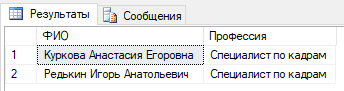 Результаты Сообщения
ФИО Профессия
1 Куркова Анастасия Егоровна Специалист по кадрам
2 Редькин Игорь Анатольевич Специалист по кадрам